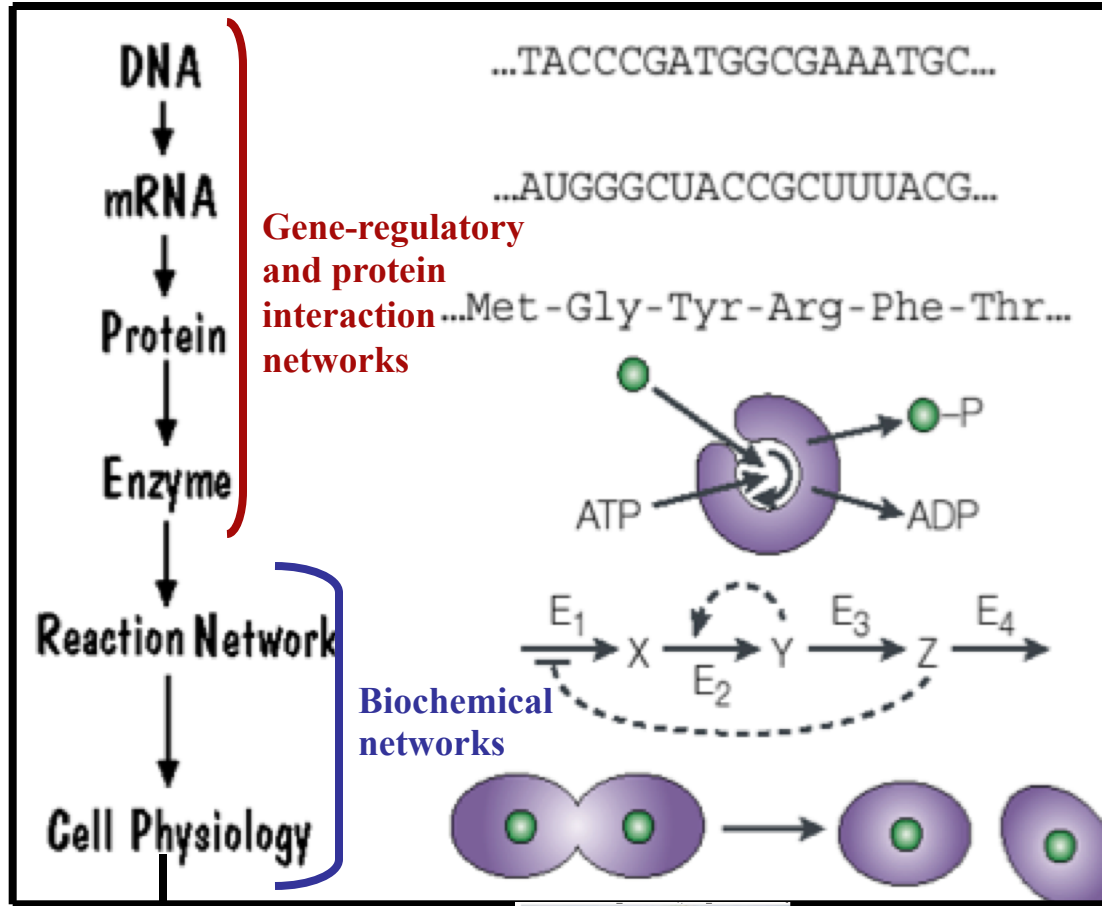 DNA
…TACCCGATGGCGAAATGC…
mRNA
…AUGGGCUACCGCUUUACG…
Gene-regulatory
and protein
interaction
networks
Protein
…Met-Gly-Tyr-Arg-Phe-Thr…
Enzyme
–P
ATP
ADP
Reaction Network
E1
X
E2
Y
E3
Z
E4
Biochemical
networks
Cell Physiology